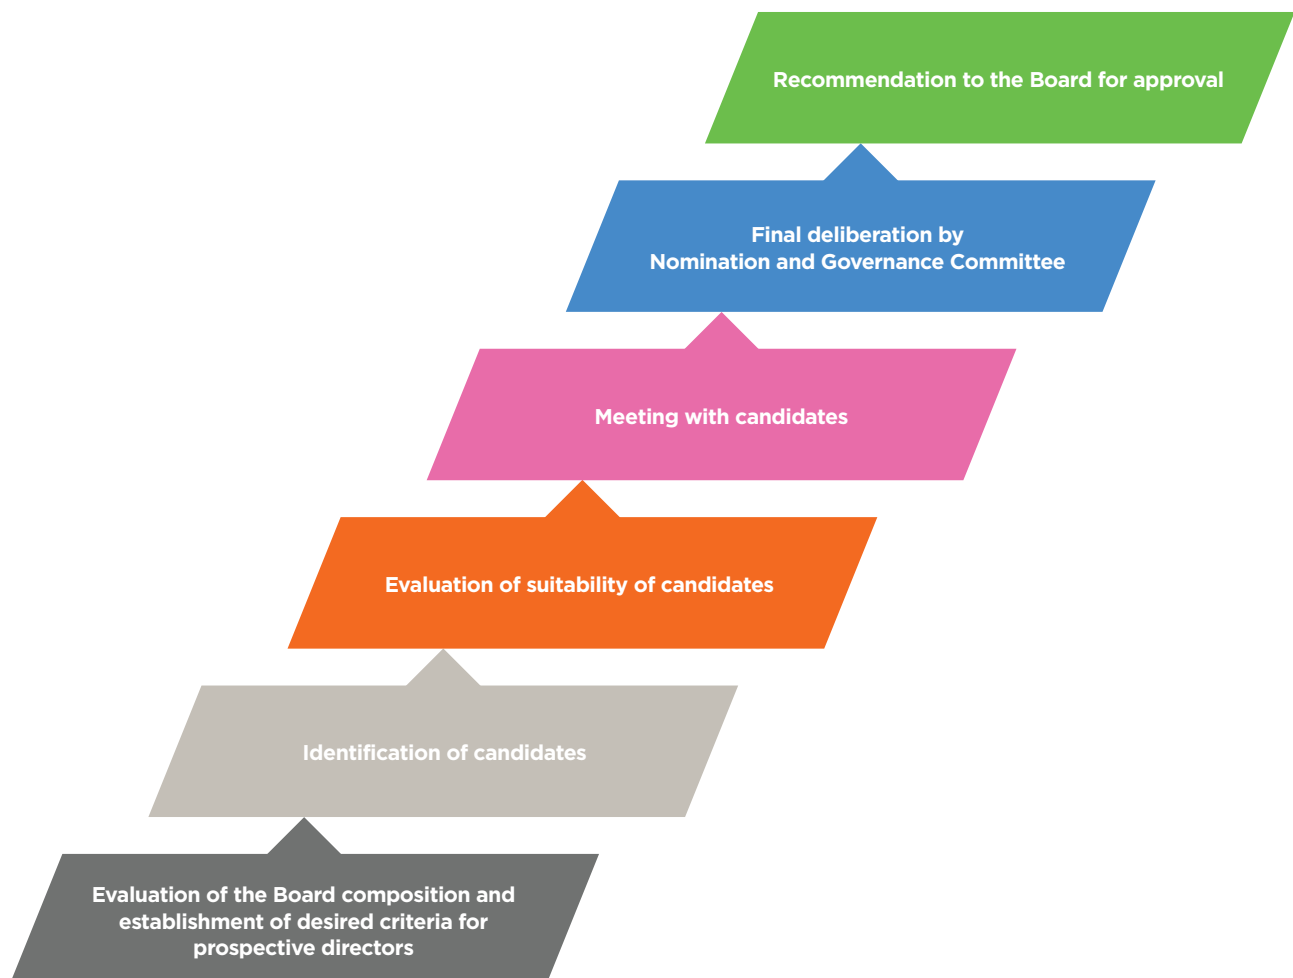 Recommendation to the Board for approval
Final deliberation by
Nomination and Governance Committee
Meeting with candidates
Evaluation of suitability of candidates
Identification of candidates
Evaluation of the Board composition and
establishment of desired criteria for
prospective directors